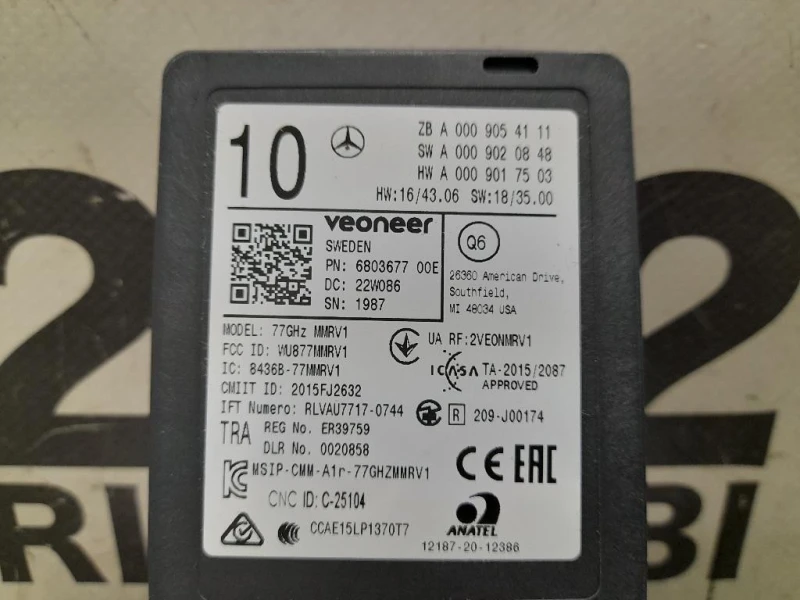 10
ZB A 000 905 41 11
SW A 000 902 08 48
HW A 000 901 75 03
HW:16/43.06 SW:18/35.00
veoneer
SWEDEN
PN: 6803677 00E
DC: 22W086
SN: 1987
Q6
26360 American Drive,
Southfield,
MI 48034 USA
MODEL: 77GHz MMRV1
FCC ID: WU877MMRV1
IC: 8436B-77MMRV1
CMIIT ID: 2015FJ2632
IFT Numero: RLVAU7717-0744
TRA REG No. ER39759
DLR No. 0020858
MSIP-CMM-A1r-77GHZMMRV1
CNC ID: C-25104
CCAE15LP1370T7
UA RF:2VEONMRV1
ICASA TA-2015/2087
APPROVED
R 209-J00174
CE EAC
ANATEL
12187-20-12386
2
2
RI
BI